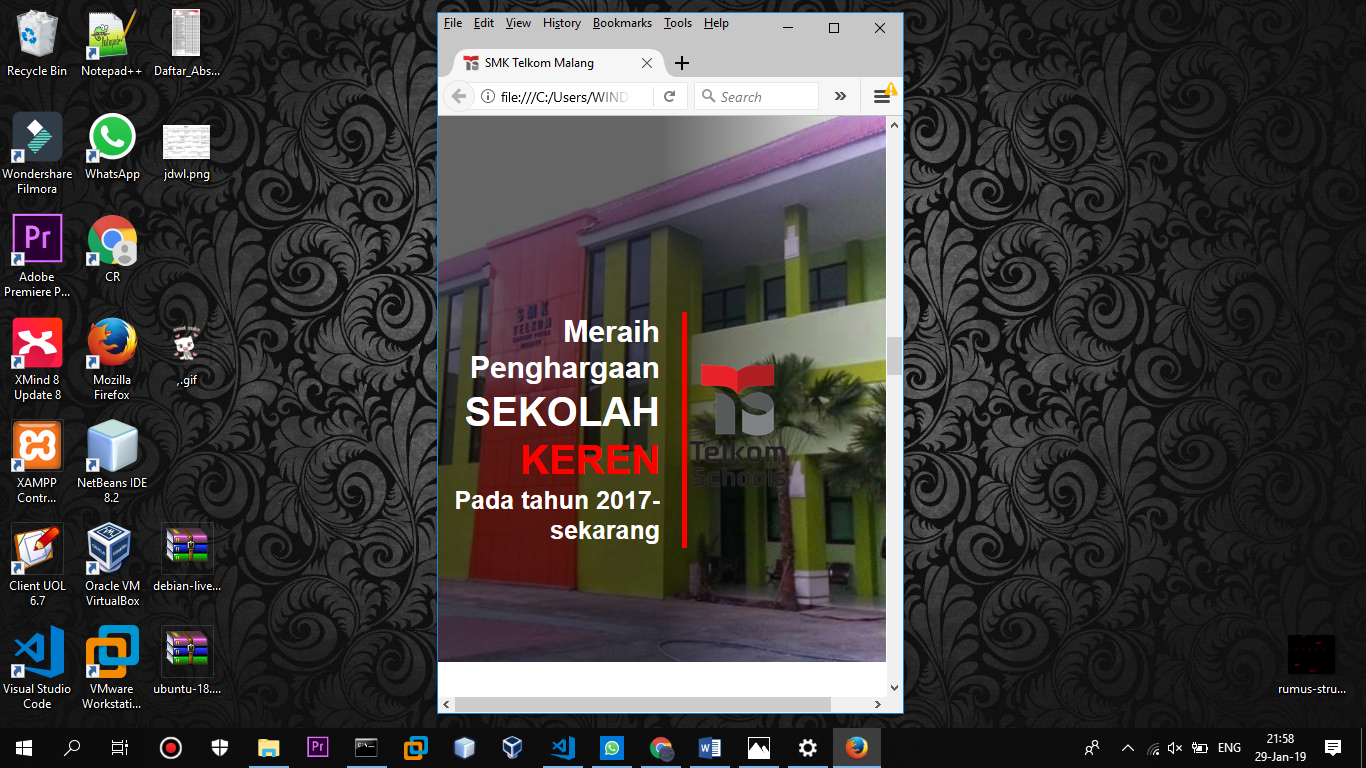 File Edit View History Bookmarks Tools Help
SMK Telkom Malang
file:///C:/Users/WIND
Search
Recycle Bin
Notepad++
Daftar_Abs...
Wondershare
Filmora
WhatsApp
jdwl.png
Adobe
Premiere P...
CR
XMind 8
Update 8
Mozilla
Firefox
,.gif
XAMPP
Contr...
NetBeans IDE
8.2
Client UOL
6.7
Oracle VM
VirtualBox
debian-live...
Visual Studio
Code
VMware
Workstati...
ubuntu-18....
SMK
TELKOM
Meraih
Penghargaan
SEKOLAH
KEREN
Pada tahun 2017-
sekarang
Telkom
Schools
rumus-stru...
ENG
21:58
29-Jan-19